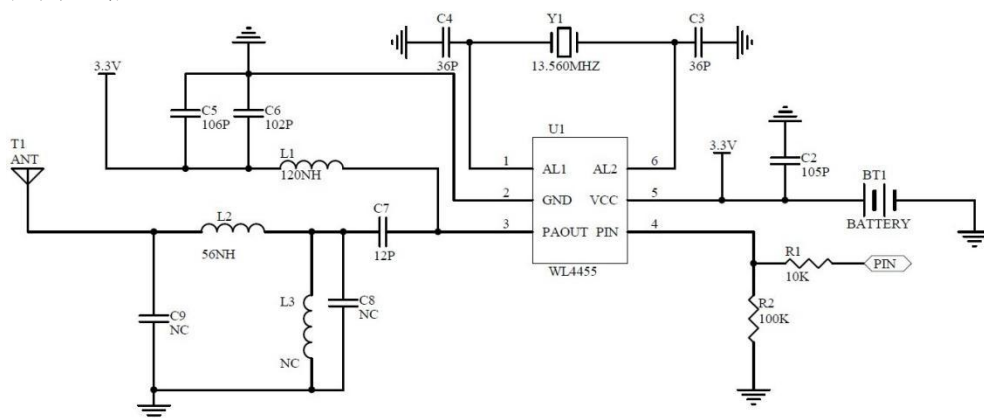 C4
36P
Y1
13.560MHZ
C3
36P
3.3V
C5
106P
C6
102P
L1
120NH
T1
ANT
L2
56NH
C7
12P
C9
NC
L3
NC
C8
NC
U1
1
AL1
AL2
6
2
GND
VCC
5
3
PAOUT
PIN
4
WL4455
3.3V
C2
105P
BT1
BATTERY
R1
10K
PIN
R2
100K